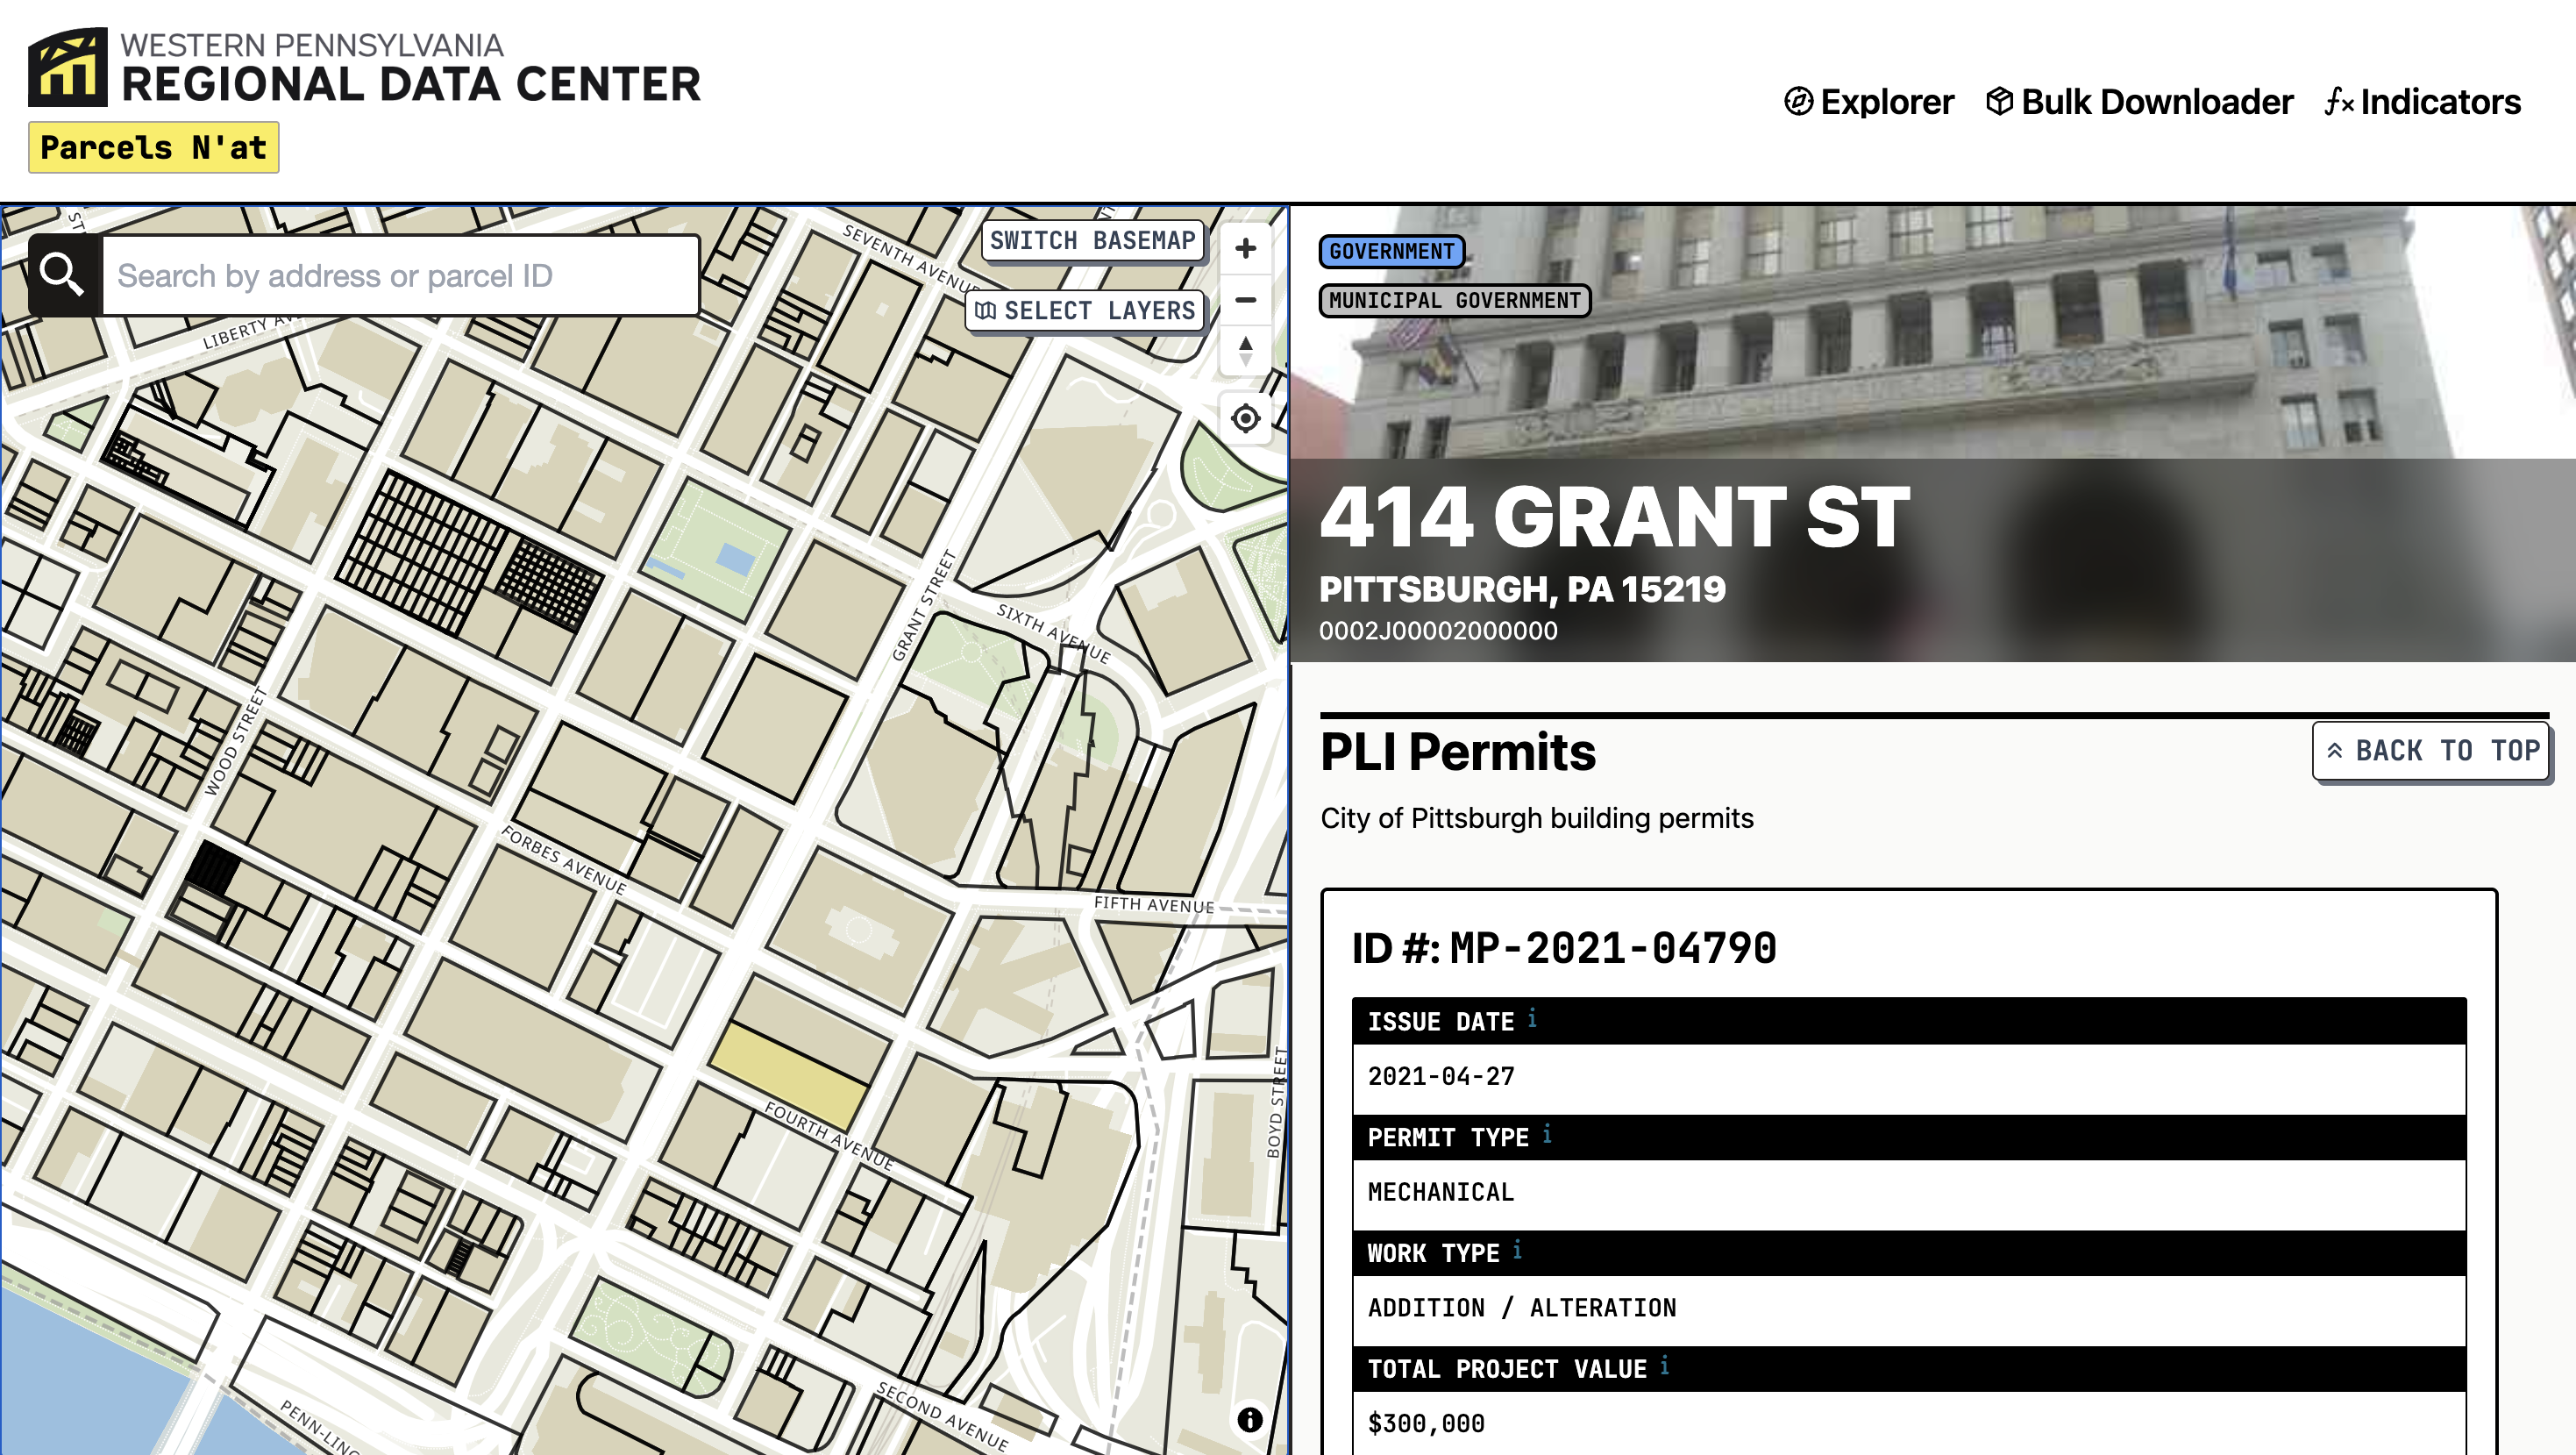 WESTERN PENNSYLVANIA
REGIONAL DATA CENTER
Parcels N'at
Explorer
Bulk Downloader
Indicators
Search by address or parcel ID
SWITCH BASEMAP
SELECT LAYERS
SEVENTH AVENUE
LIBERTY AV
GRANT STREET
SIXTH AVENUE
WOOD STREET
FORBES AVENUE
FIFTH AVENUE
FOURTH AVENUE
BOYD STREET
SECOND AVENUE
PENN-LINC
GOVERNMENT
MUNICIPAL GOVERNMENT
414 GRANT ST
PITTSBURGH, PA 15219
0002J00002000000
PLI Permits
BACK TO TOP
City of Pittsburgh building permits
ID #: MP-2021-04790
ISSUE DATE i
2021-04-27
PERMIT TYPE i
MECHANICAL
WORK TYPE i
ADDITION / ALTERATION
TOTAL PROJECT VALUE i
$300,000